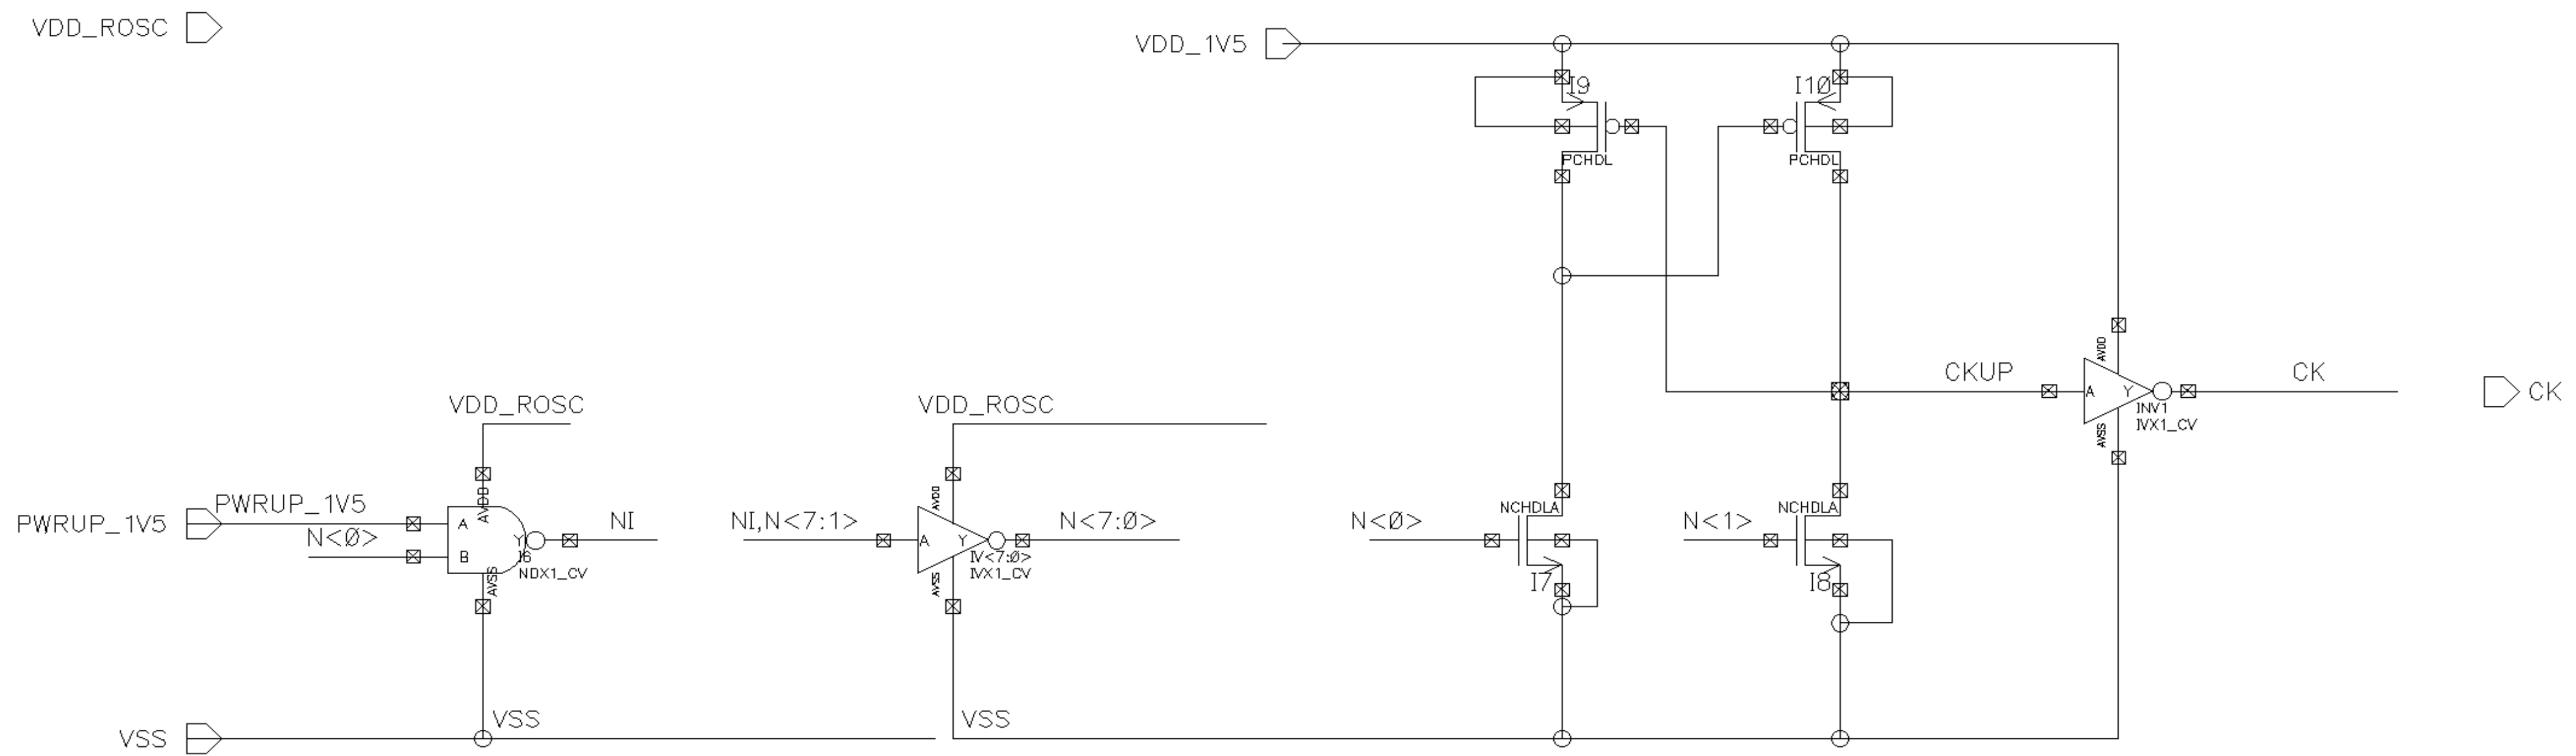 VDD_ROSC
VDD_1V5
I9
I10
PCHDL
PCHDL
CKUP
CK
CK
AVDD
A
Y
INV1
IVX1_CV
AVSS
VDD_ROSC
VDD_ROSC
PWRUP_1V5
PWRUP_1V5
N<0>
AVDD
A
B
Y
I6
NDX1_CV
AVSS
NI
NI,N<7:1>
AVDD
A
Y
IV<7:0>
IVX1_CV
AVSS
N<7:0>
N<0>
NCHDLA
I7
N<1>
NCHDLA
I8
VSS
VSS
VSS